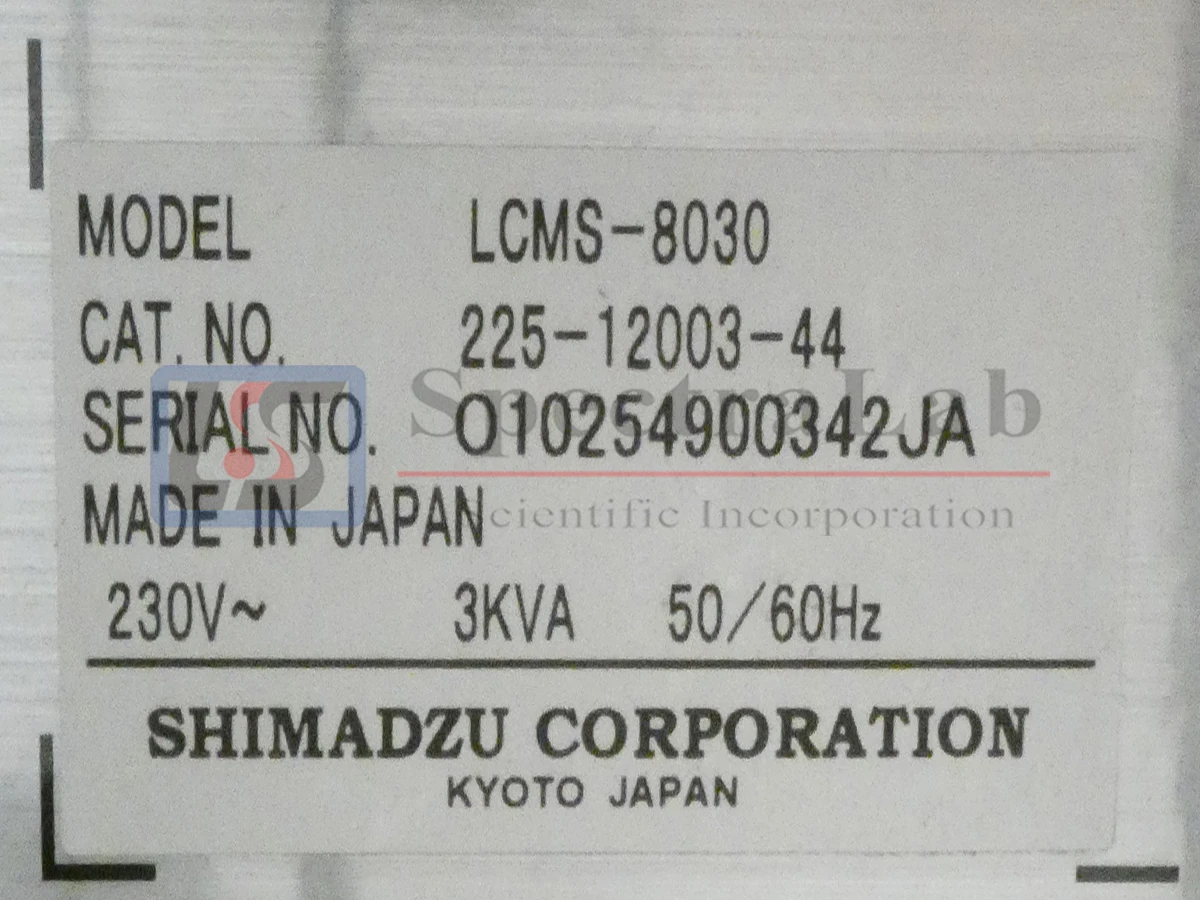 MODEL LCMS-8030
CAT. NO. 225-12003-44
SERIAL NO. O10254900342JA
MADE IN JAPAN
230V~ 3KVA 50/60Hz
SHIMADZU CORPORATION
KYOTO JAPAN
Spectra Lab
Scientific Incorporation